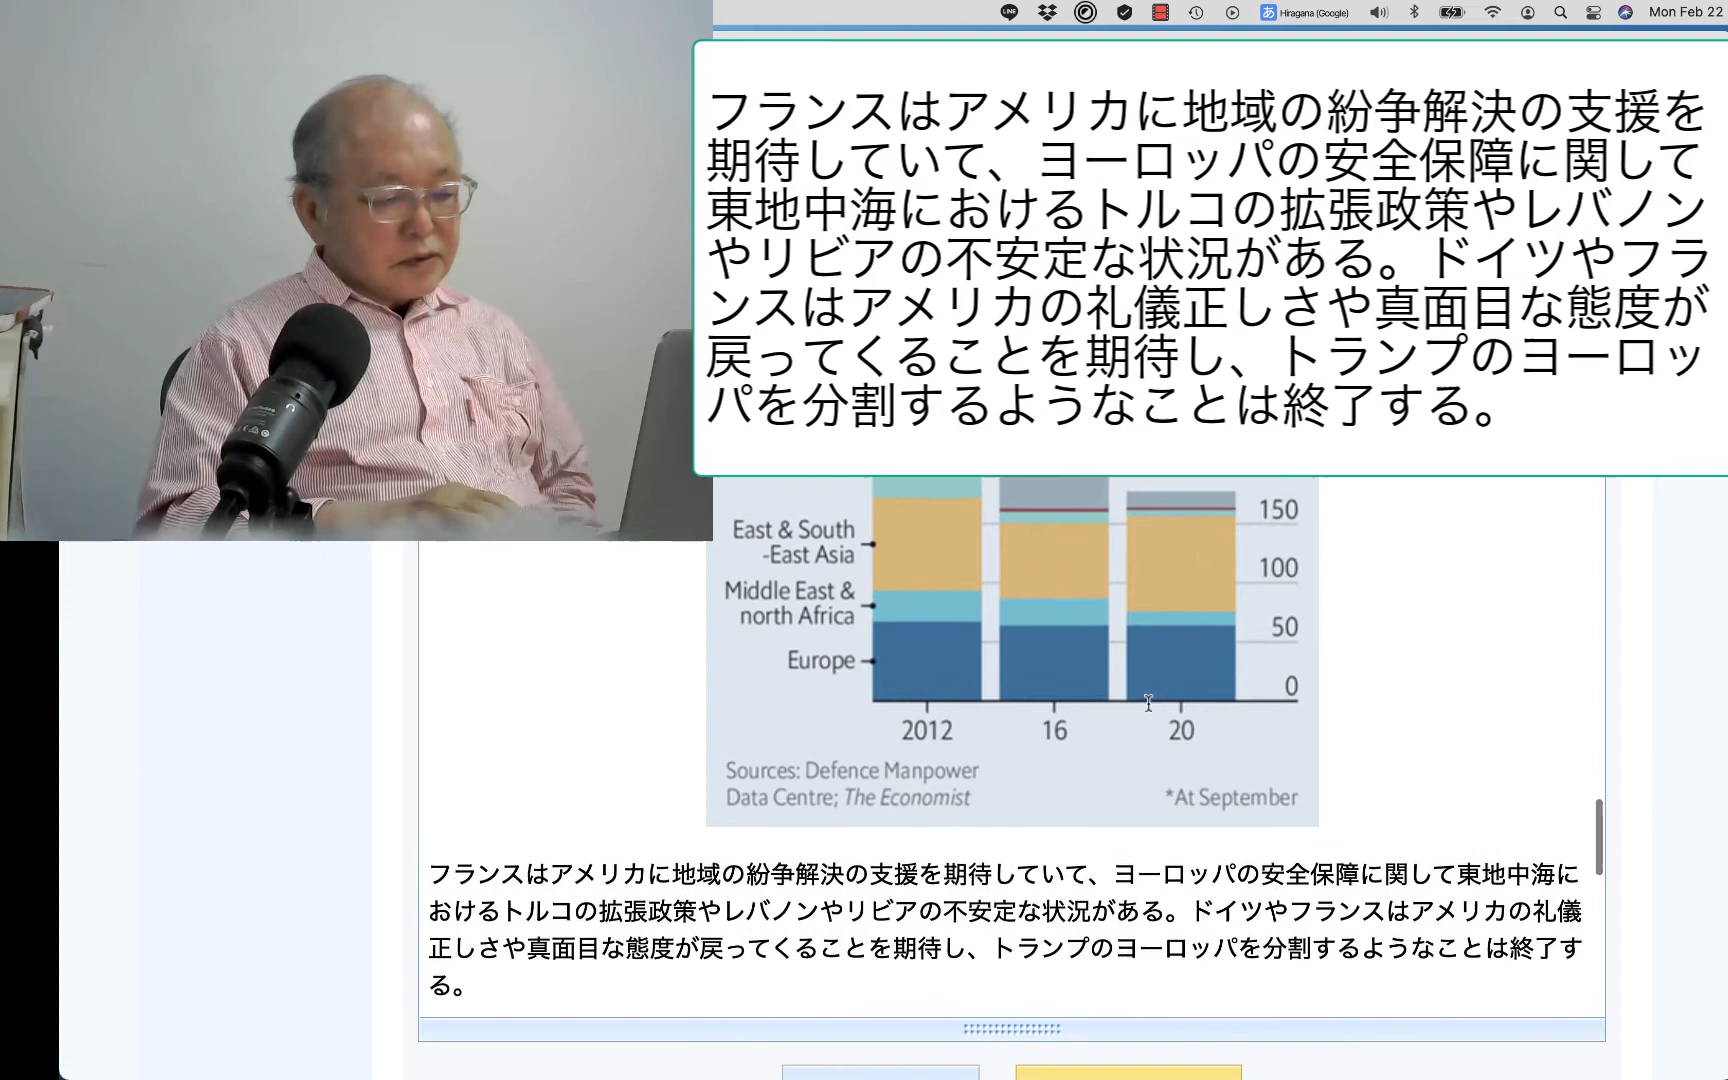 LINE
あ Hiragana (Google)
Mon Feb 22
フランスはアメリカに地域の紛争解決の支援を
期待していて、ヨーロッパの安全保障に関して
東地中海におけるトルコの拡張政策やレバノン
やリビアの不安定な状況がある。ドイツやフラ
ンスはアメリカの礼儀正しさや真面目な態度が
戻ってくることを期待し、トランプのヨーロッ
パを分割するようなことは終了する。
150
East & South
-East Asia
100
Middle East &
north Africa
50
Europe
0
2012 16 20
Sources: Defence Manpower
Data Centre; The Economist *At September
フランスはアメリカに地域の紛争解決の支援を期待していて、ヨーロッパの安全保障に関して東地中海に
おけるトルコの拡張政策やレバノンやリビアの不安定な状況がある。ドイツやフランスはアメリカの礼儀
正しさや真面目な態度が戻ってくることを期待し、トランプのヨーロッパを分割するようなことは終了す
る。